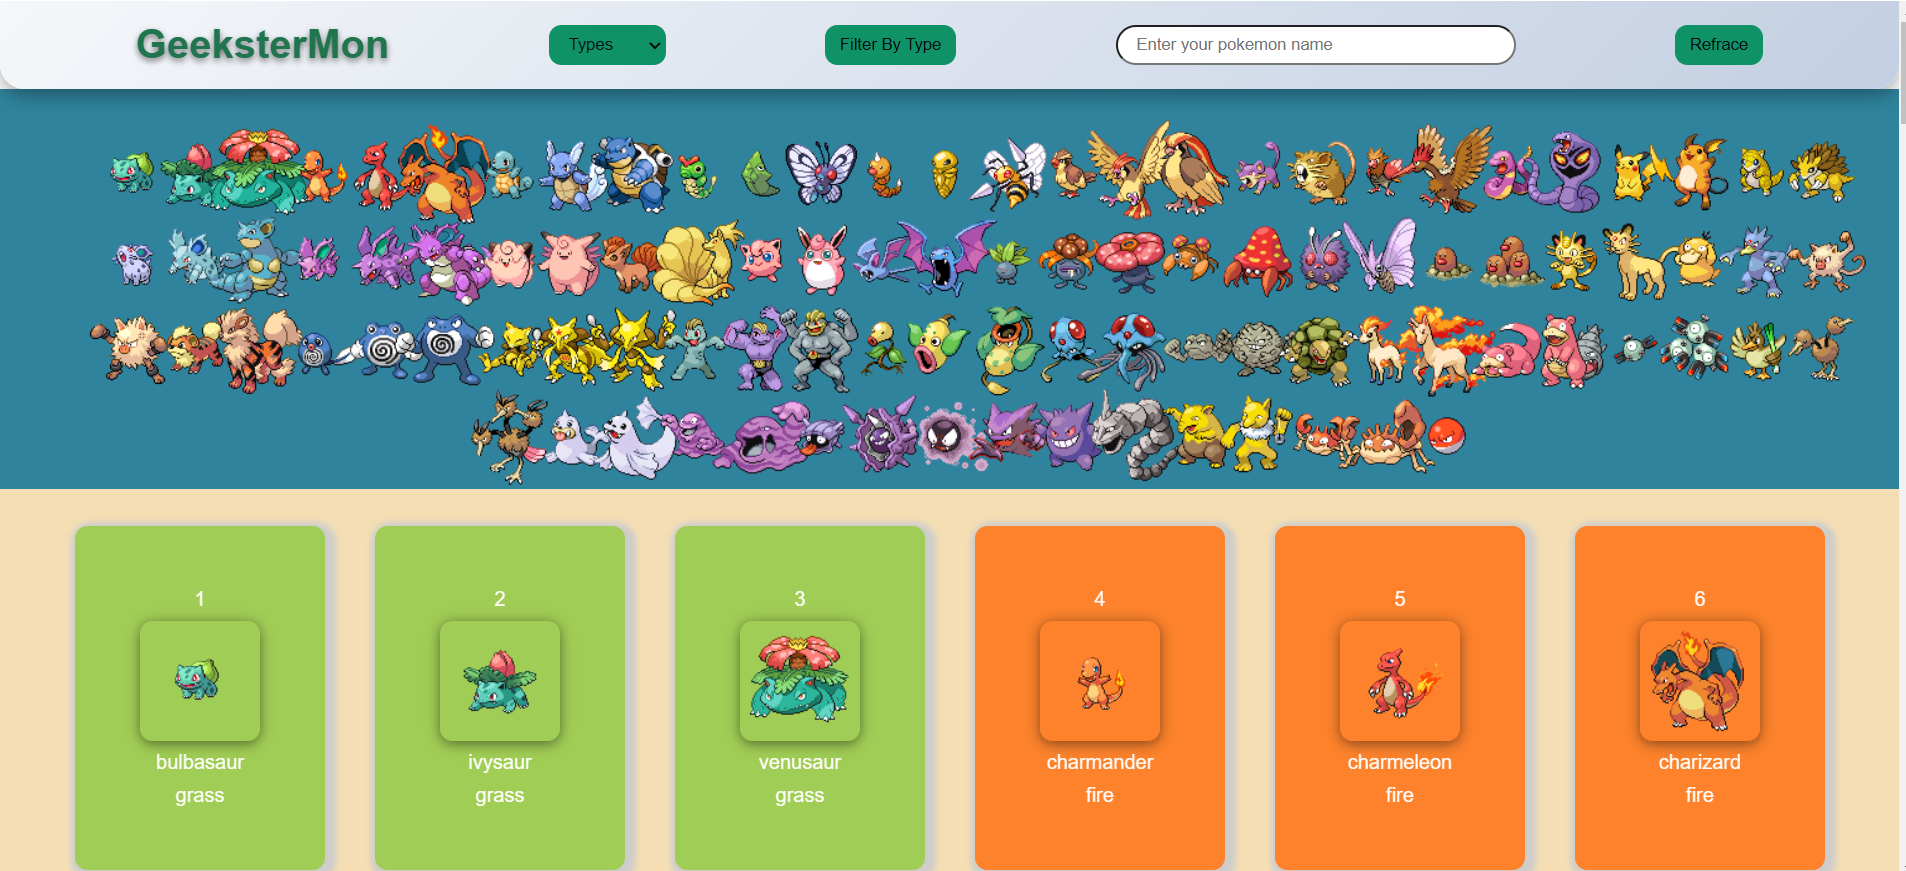 GeeksterMon Types Filter By Type Enter your pokemon name Refrace
1 2 3 4 5 6
bulbasaur ivysaur venusaur charmander charmeleon charizard
grass grass grass fire fire fire